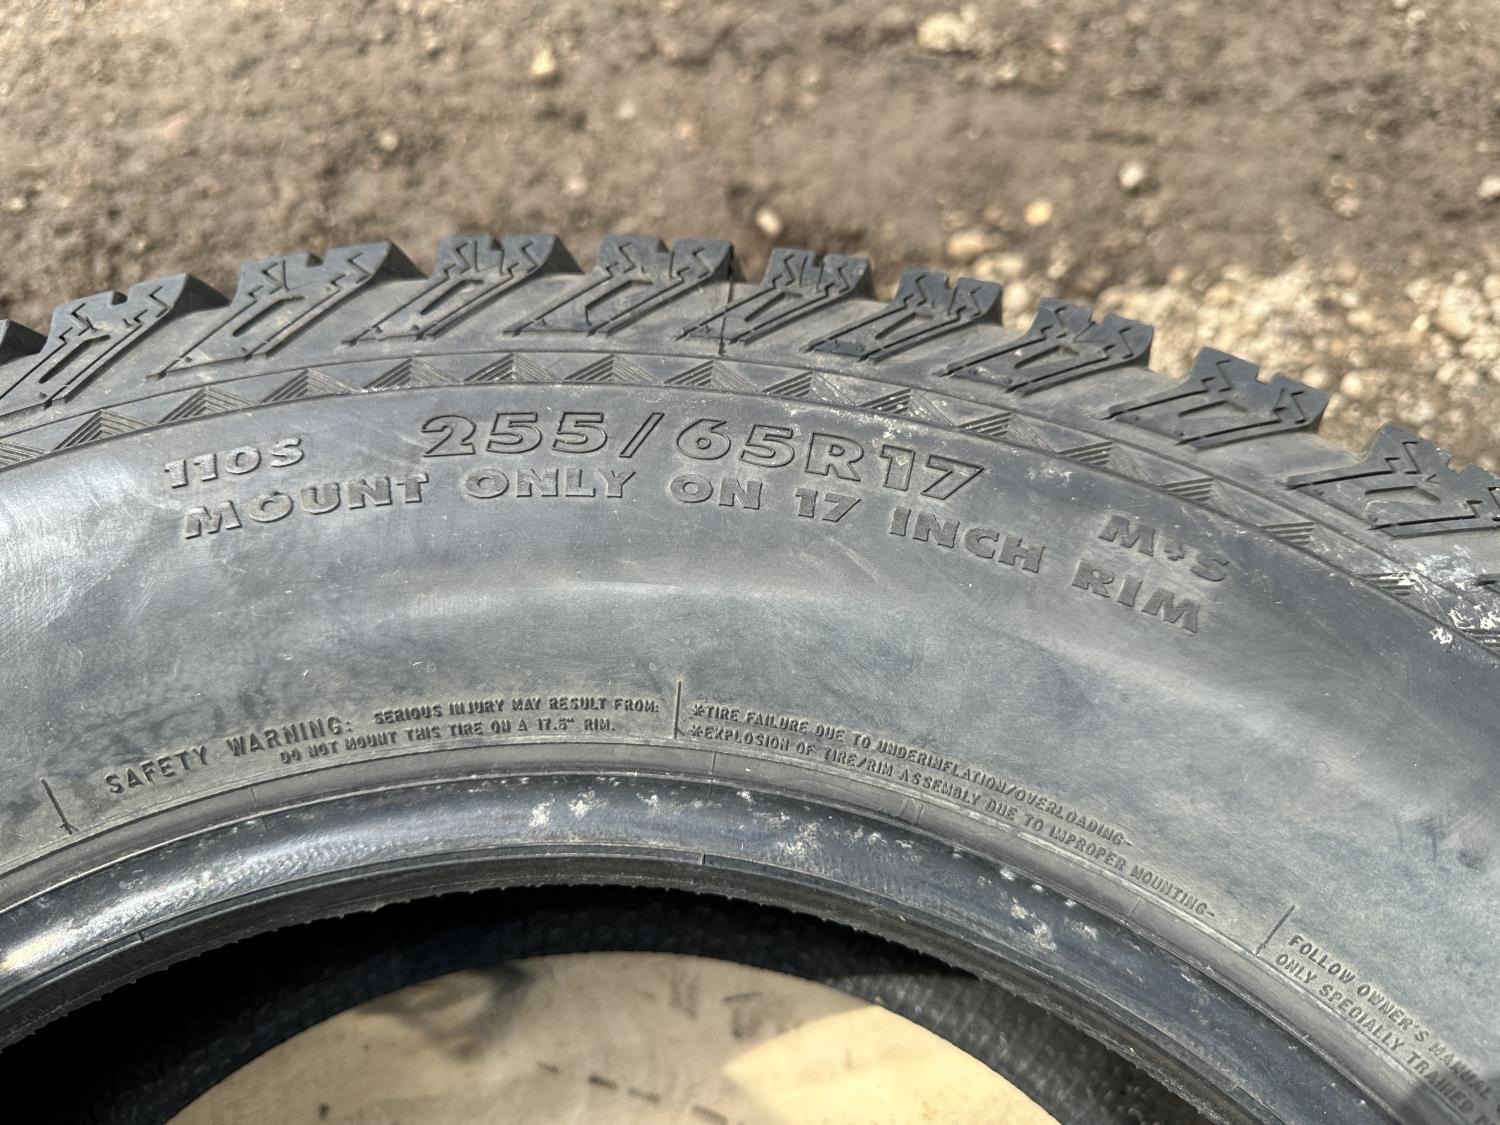 110S 255/65R17 M+S
MOUNT ONLY ON 17 INCH RIM
SAFETY WARNING: SERIOUS INJURY MAY RESULT FROM:
DO NOT MOUNT THIS TIRE ON A 17.5" RIM.
*TIRE FAILURE DUE TO UNDERINFLATION/OVERLOADING-
*EXPLOSION OF TIRE/RIM ASSEMBLY DUE TO IMPROPER MOUNTING-
FOLLOW OWNER'S MANUAL
ONLY SPECIALLY TRAINED